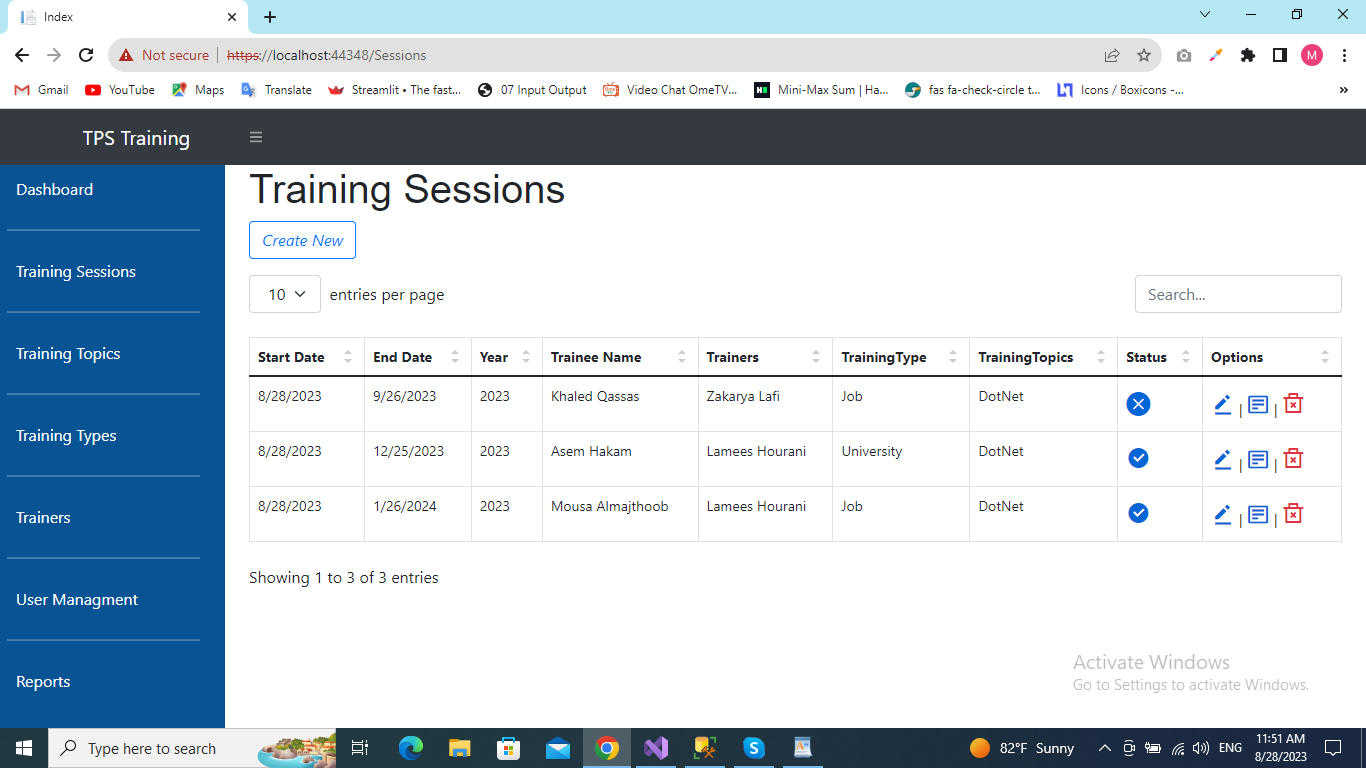 Index
Not secure https://localhost:44348/Sessions
M
Gmail YouTube Maps Translate Streamlit • The fast... 07 Input Output Video Chat OmeTV... Mini-Max Sum | Ha... fas fa-check-circle t... Icons / Boxicons -... »
TPS Training
Dashboard
Training Sessions
Training Topics
Training Types
Trainers
User Managment
Reports
Training Sessions
Create New
10 entries per page Search...
Start Date End Date Year Trainee Name Trainers TrainingType TrainingTopics Status Options
8/28/2023 9/26/2023 2023 Khaled Qassas Zakarya Lafi Job DotNet | |
8/28/2023 12/25/2023 2023 Asem Hakam Lamees Hourani University DotNet | |
8/28/2023 1/26/2024 2023 Mousa Almajthoob Lamees Hourani Job DotNet | |
Showing 1 to 3 of 3 entries
Activate Windows
Go to Settings to activate Windows.
Type here to search 82°F Sunny ENG 11:51 AM
8/28/2023